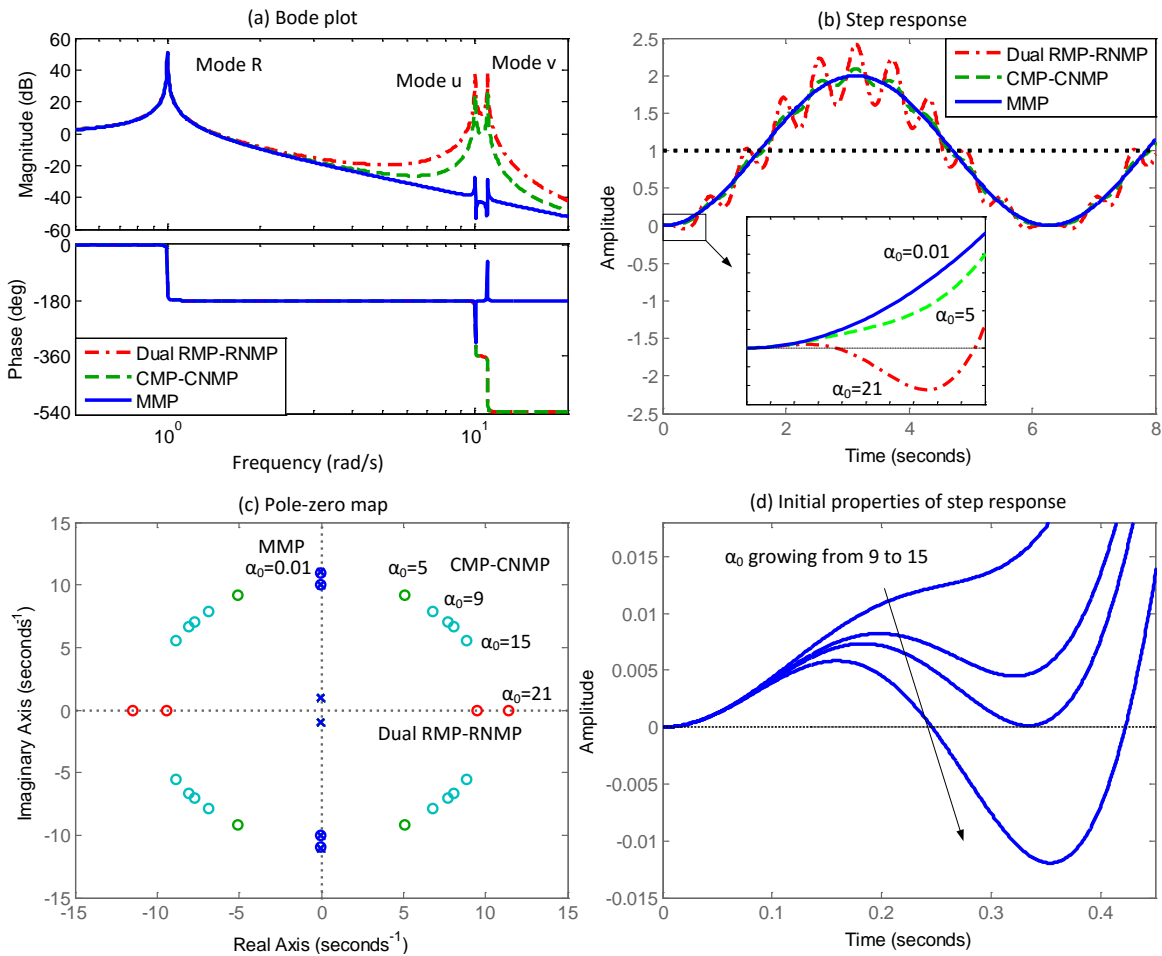 (a) Bode plot
60
40
20
0
-20
-40
-60
Magnitude (dB)
Mode R
Mode u
Mode v
0
-180
-360
-540
Phase (deg)
Dual RMP-RNMP
CMP-CNMP
MMP
10^0
10^1
Frequency (rad/s)
(b) Step response
2.5
2
1.5
1
0.5
0
-0.5
-1
-1.5
-2
-2.5
Amplitude
Dual RMP-RNMP
CMP-CNMP
MMP
α₀=0.01
α₀=5
α₀=21
0
2
4
6
8
Time (seconds)
(c) Pole-zero map
15
10
5
0
-5
-10
-15
Imaginary Axis (seconds⁻¹)
MMP
α₀=0.01
α₀=5
CMP-CNMP
α₀=9
α₀=15
α₀=21
Dual RMP-RNMP
-15
-10
-5
0
5
10
15
Real Axis (seconds⁻¹)
(d) Initial properties of step response
0.015
0.01
0.005
0
-0.005
-0.01
-0.015
Amplitude
α₀ growing from 9 to 15
0
0.1
0.2
0.3
0.4
Time (seconds)